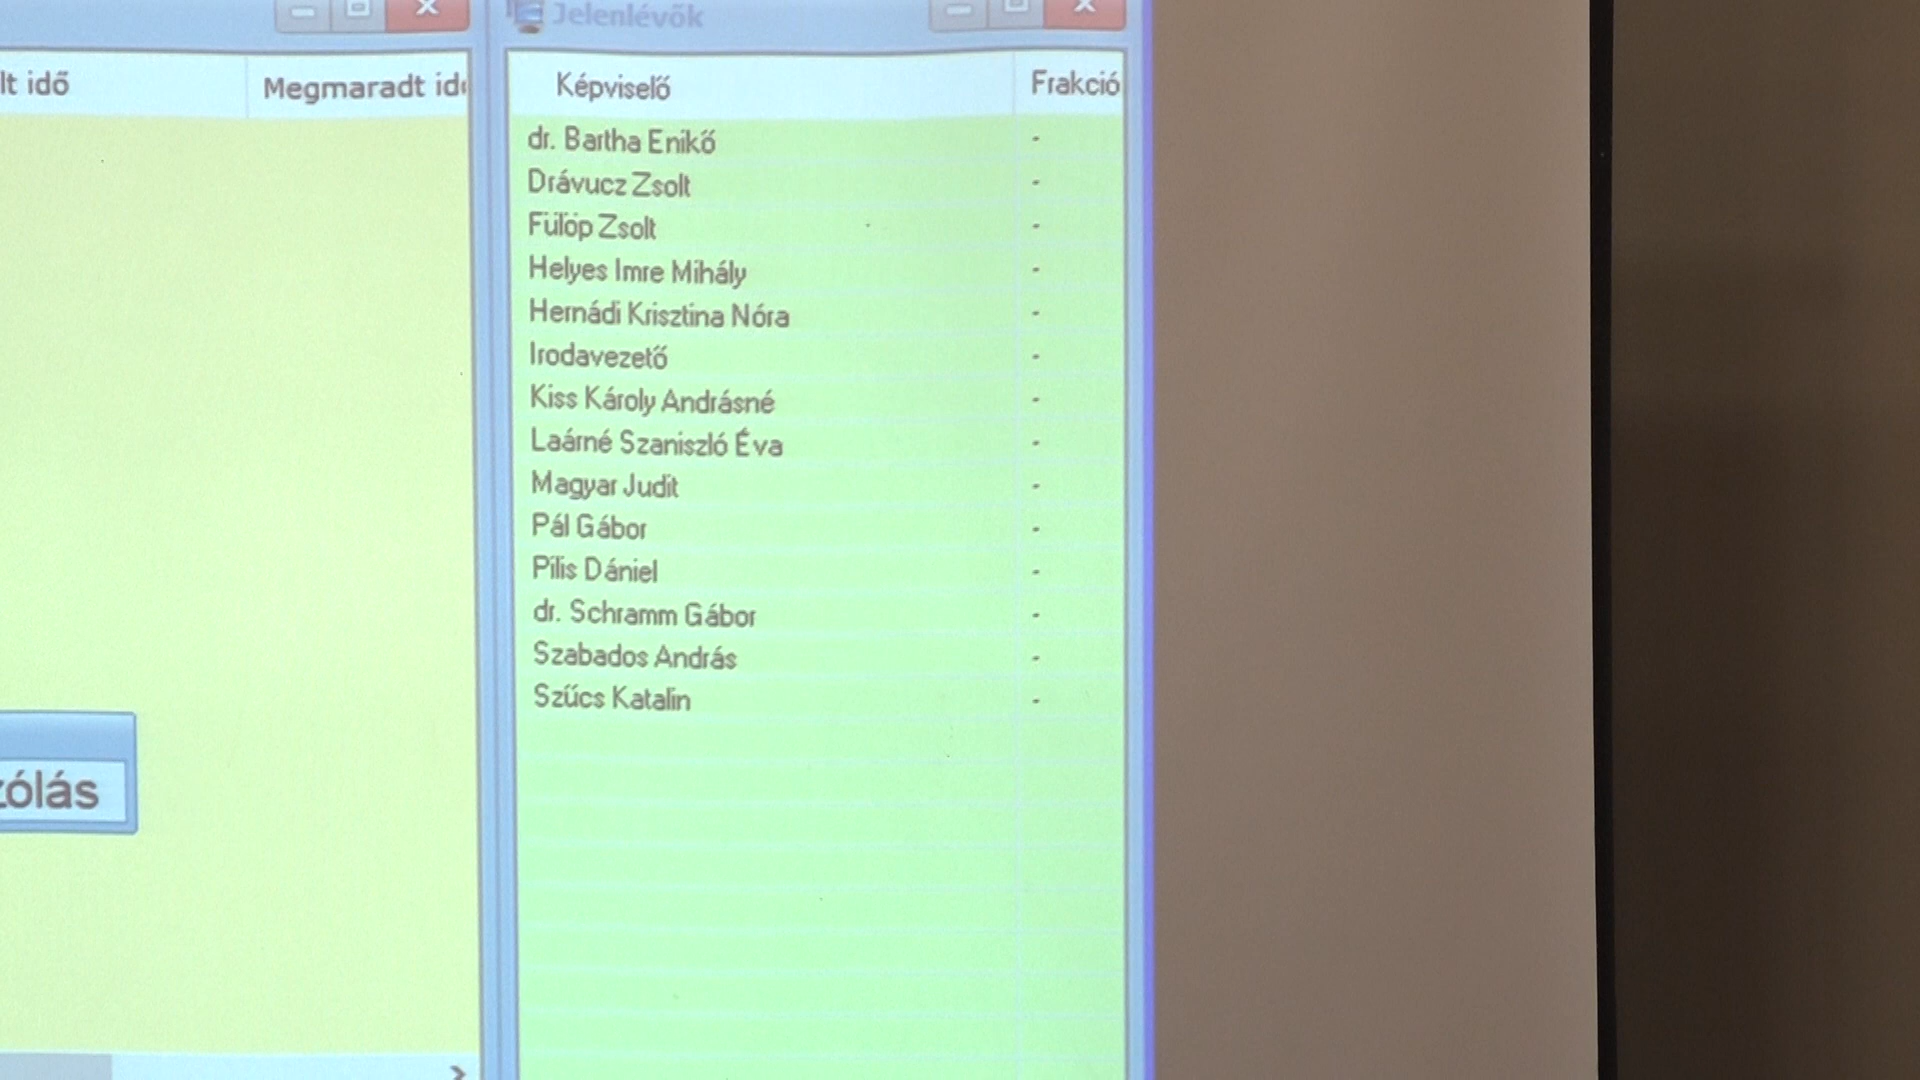 Jelenlévők
lt idő
Megmaradt id
Képviselő
Frakció
dr. Bartha Enikő -
Drávucz Zsolt -
Fülöp Zsolt -
Helyes Imre Mihály -
Hernádi Krisztina Nóra -
Irodavezető -
Kiss Károly Andrásné -
Laárné Szaniszló Éva -
Magyar Judit -
Pál Gábor -
Pilis Dániel -
dr. Schramm Gábor -
Szabados András -
Szűcs Katalin -
zólás